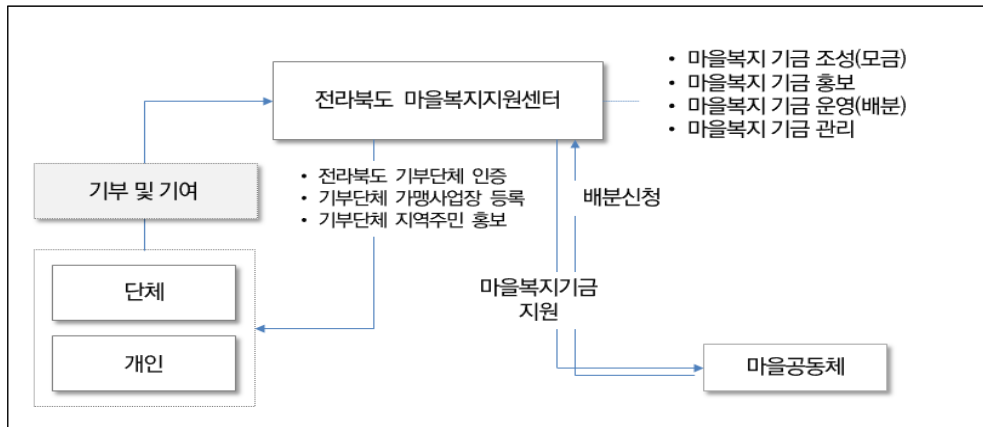 전라북도 마을복지지원센터
• 마을복지 기금 조성(모금)
• 마을복지 기금 홍보
• 마을복지 기금 운영(배분)
• 마을복지 기금 관리
기부 및 기여
• 전라북도 기부단체 인증
• 기부단체 가맹사업장 등록
• 기부단체 지역주민 홍보
배분신청
단체
개인
마을복지기금
지원
마을공동체